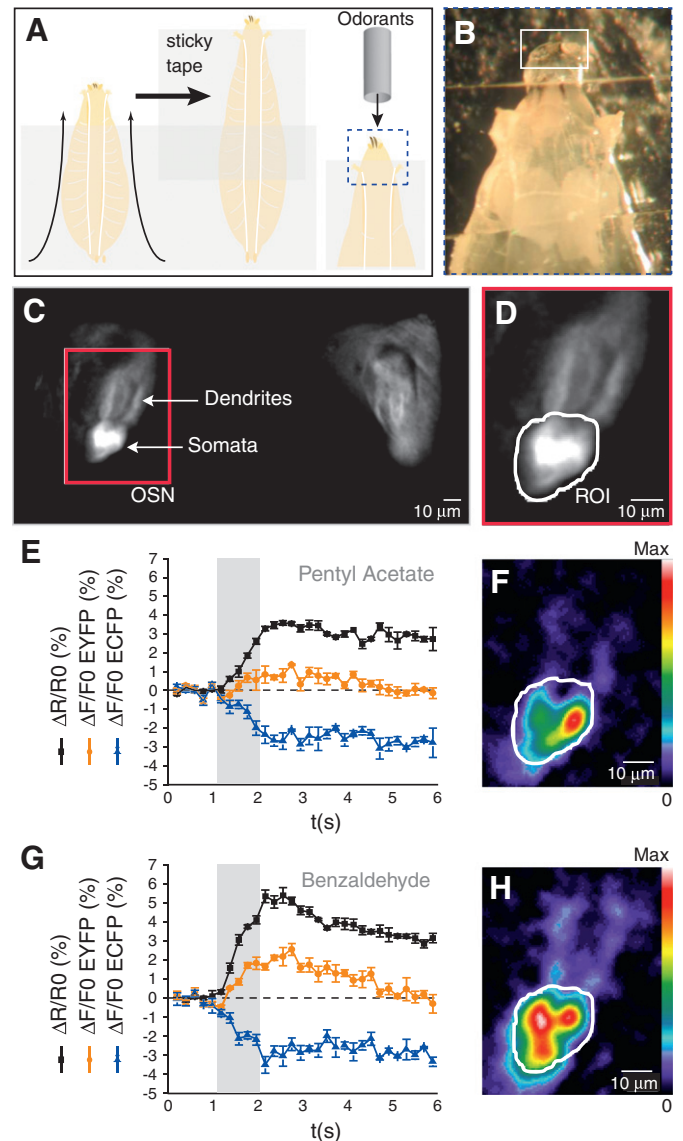 A
sticky
tape
Odorants
B
C
Dendrites
Somata
OSN
10 μm
D
ROI
10 μm
E
ΔR/R0 (%)
ΔF/F0 EYFP (%)
ΔF/F0 ECFP (%)
7
6
5
4
3
2
1
0
-1
-2
-3
-4
-5
Pentyl Acetate
0 1 2 3 4 5 6
t(s)
F
Max
10 μm
0
G
ΔR/R0 (%)
ΔF/F0 EYFP (%)
ΔF/F0 ECFP (%)
7
6
5
4
3
2
1
0
-1
-2
-3
-4
-5
Benzaldehyde
0 1 2 3 4 5 6
t(s)
H
Max
10 μm
0